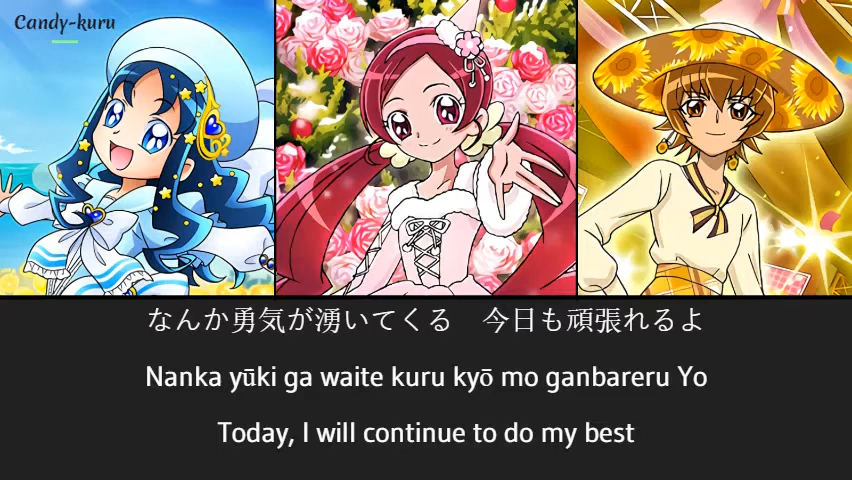 Candy-kuru
なんか勇気が湧いてくる　今日も頑張れるよ
Nanka yūki ga waite kuru kyō mo ganbareru Yo
Today, I will continue to do my best